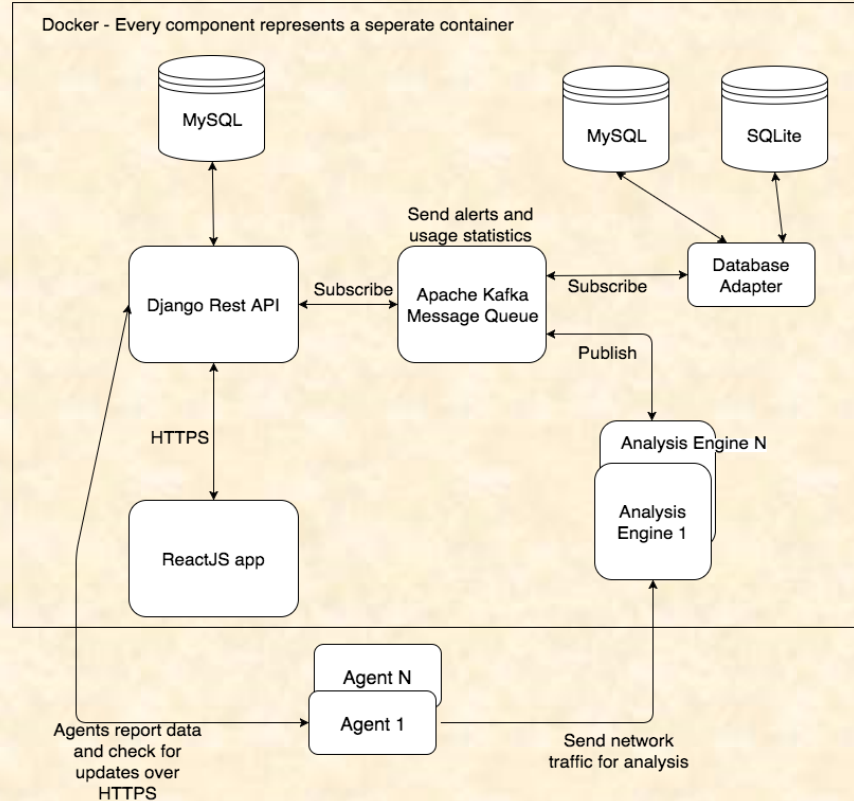 Docker - Every component represents a seperate container
MySQL
MySQL
SQLite
Send alerts and
usage statistics
Django Rest API
Subscribe
Apache Kafka
Message Queue
Subscribe
Database
Adapter
Publish
HTTPS
Analysis Engine N
Analysis
Engine 1
ReactJS app
Agent N
Agent 1
Agents report data
and check for
updates over
HTTPS
Send network
traffic for analysis